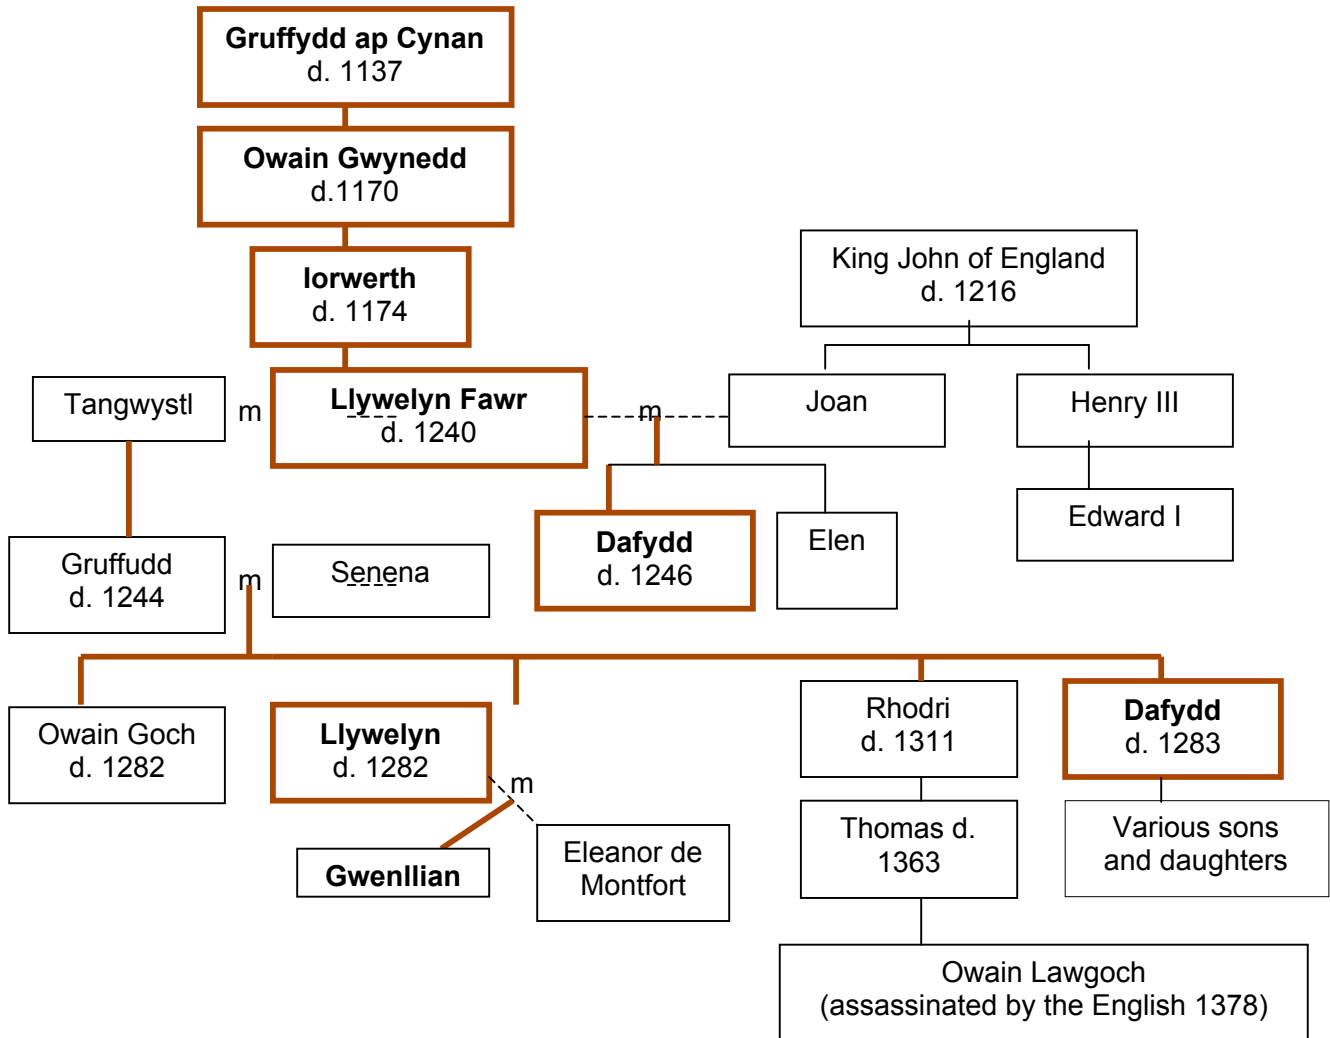 Gruffydd ap Cynan
d. 1137
Owain Gwynedd
d.1170
Iorwerth
d. 1174
King John of England
d. 1216
Tangwystl
m
Llywelyn Fawr
d. 1240
m
Joan
Henry III
Edward I
Dafydd
d. 1246
Elen
Gruffudd
d. 1244
m
Senena
Owain Goch
d. 1282
Llywelyn
d. 1282
m
Rhodri
d. 1311
Dafydd
d. 1283
Gwenllian
Eleanor de
Montfort
Thomas d.
1363
Various sons
and daughters
Owain Lawgoch
(assassinated by the English 1378)